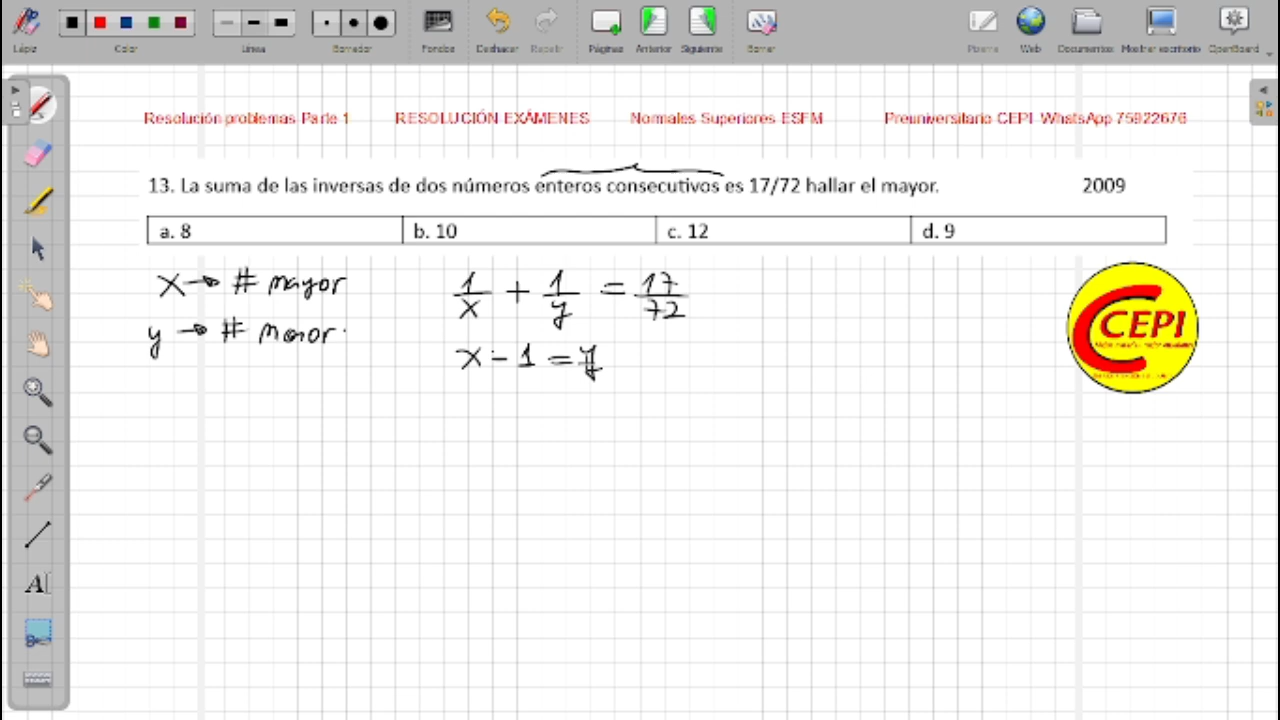 Lápiz Color Línea Borrador Fondos Deshacer Repetir Páginas Anterior Siguiente Borrar Pizarra Web Documentos Mostrar escritorio OpenBoard
Resolución problemas Parte 1 RESOLUCIÓN EXÁMENES Normales Superiores ESFM Preuniversitario CEPI WhatsApp 75922676
13. La suma de las inversas de dos números enteros consecutivos es 17/72 hallar el mayor. 2009
a. 8 b. 10 c. 12 d. 9
x → # mayor 1/x + 1/y = 17/72
y → # menor
x - 1 = y
CEPI